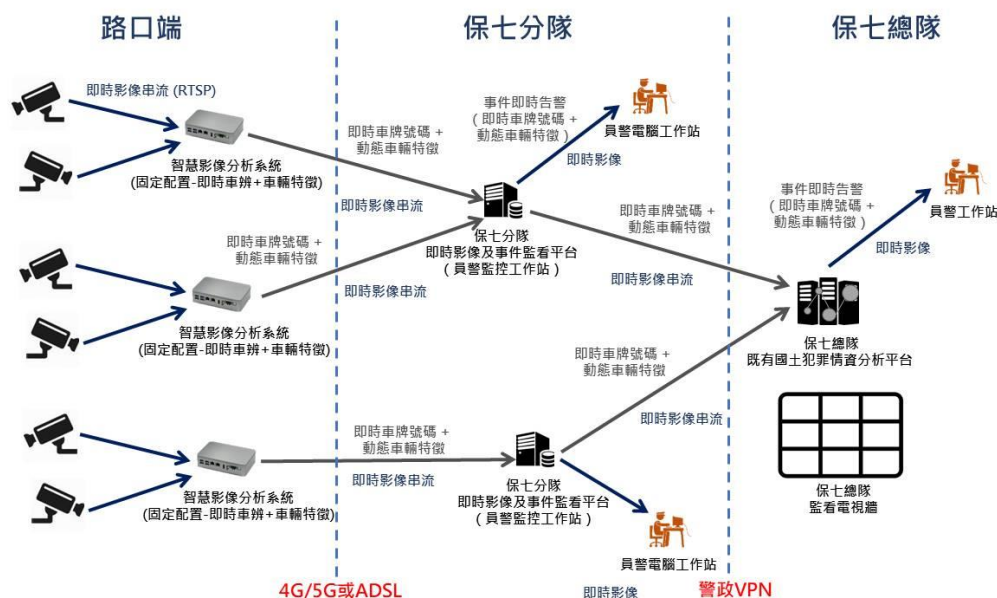 路口端
保七分隊
保七總隊
即時影像串流 (RTSP)
智慧影像分析系統
(固定配置-即時車辨+車輛特徵)
即時車牌號碼 +
動態車輛特徵
即時影像串流
事件即時告警
（即時車牌號碼 +
動態車輛特徵）
即時影像
員警電腦工作站
保七分隊
即時影像及事件監看平台
（員警監控工作站）
即時車牌號碼 +
動態車輛特徵
即時影像串流
事件即時告警
（即時車牌號碼 +
動態車輛特徵）
即時影像
員警工作站
即時車牌號碼 +
動態車輛特徵
即時影像串流
智慧影像分析系統
(固定配置-即時車辨+車輛特徵)
保七總隊
既有國土犯罪情資分析平台
即時車牌號碼 +
動態車輛特徵
即時影像串流
即時車牌號碼 +
動態車輛特徵
即時影像串流
智慧影像分析系統
(固定配置-即時車辨+車輛特徵)
保七分隊
即時影像及事件監看平台
（員警監控工作站）
保七總隊
監看電視牆
員警電腦工作站
4G/5G或ADSL
即時影像
警政VPN